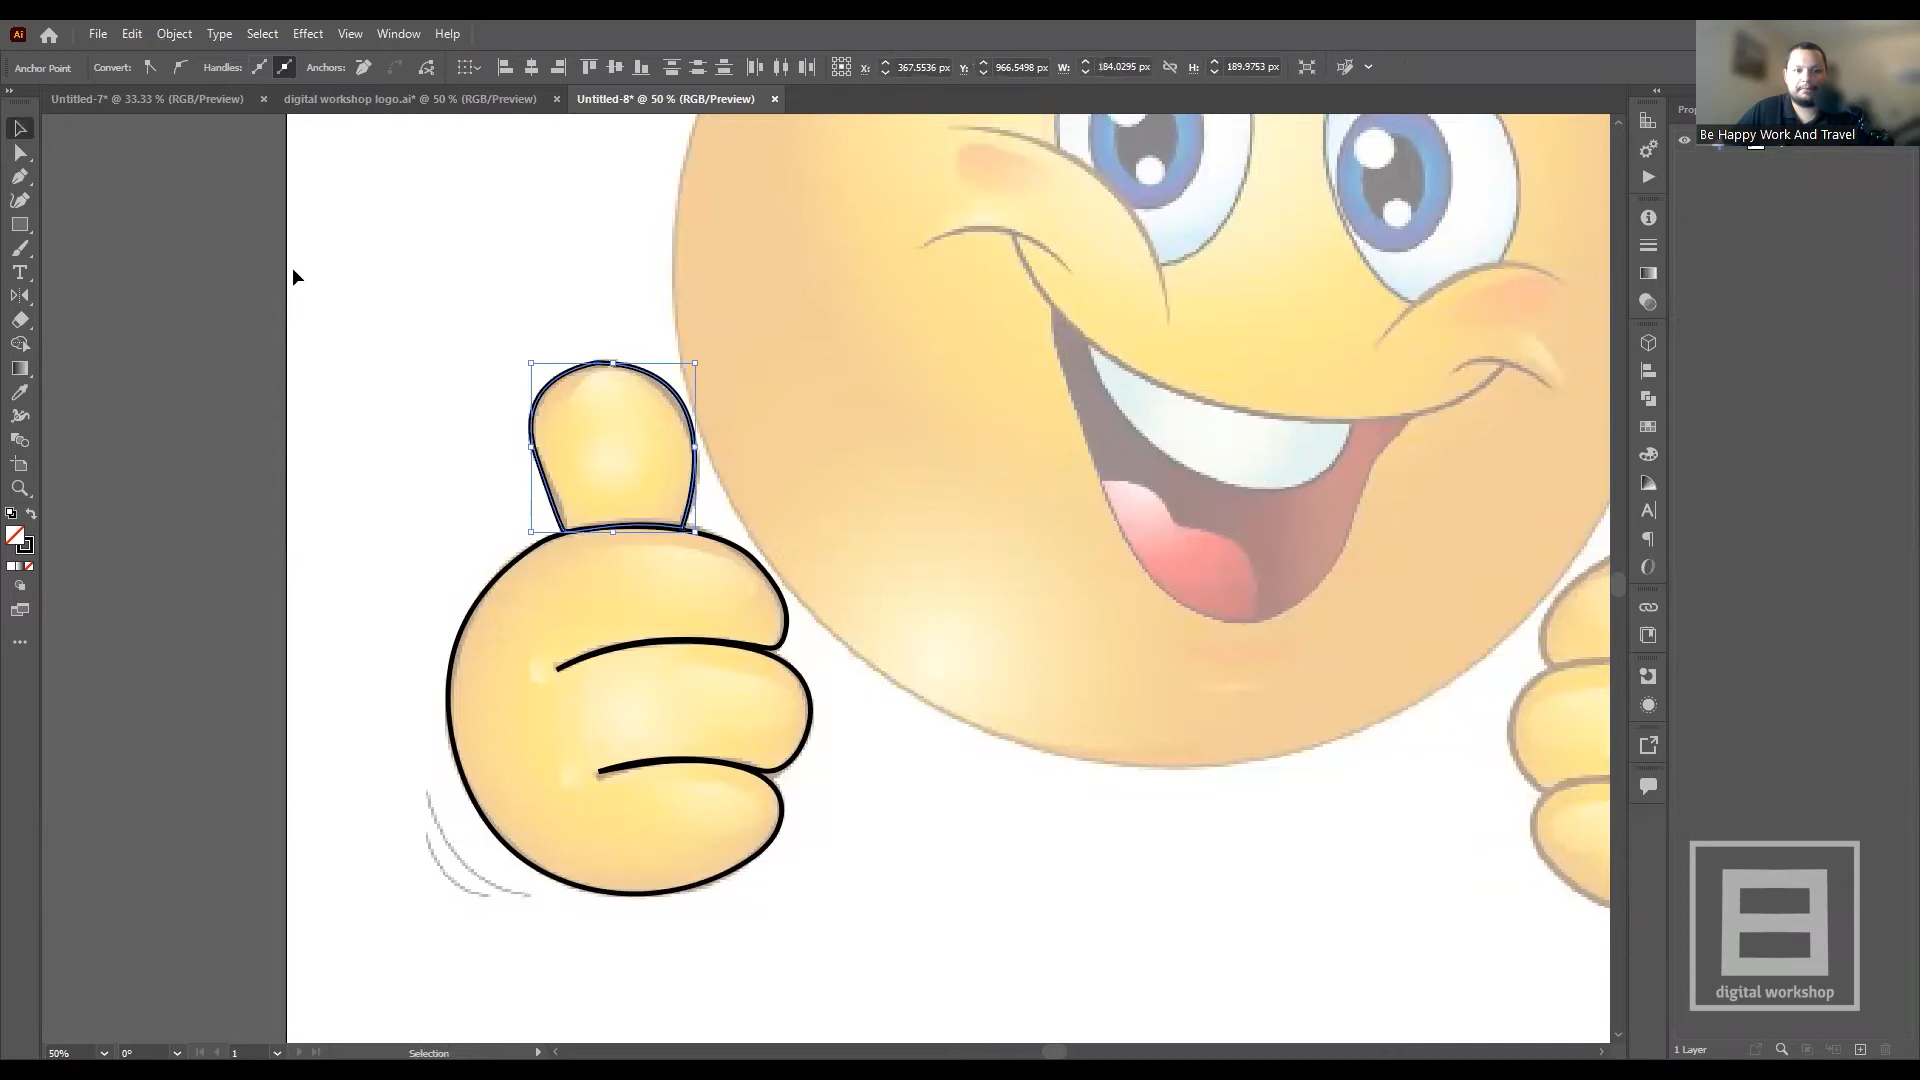 Ai File Edit Object Type Select Effect View Window Help
Anchor Point Convert: Handles: Anchors: X: 367.5536 px Y: 966.5498 px W: 184.0295 px H: 189.9753 px
Untitled-7* @ 33.33 % (RGB/Preview) × digital workshop logo.ai* @ 50 % (RGB/Preview) × Untitled-8* @ 50 % (RGB/Preview) ×
Prop
Be Happy Work And Travel
digital workshop
50% 0° 1 Selection
1 Layer